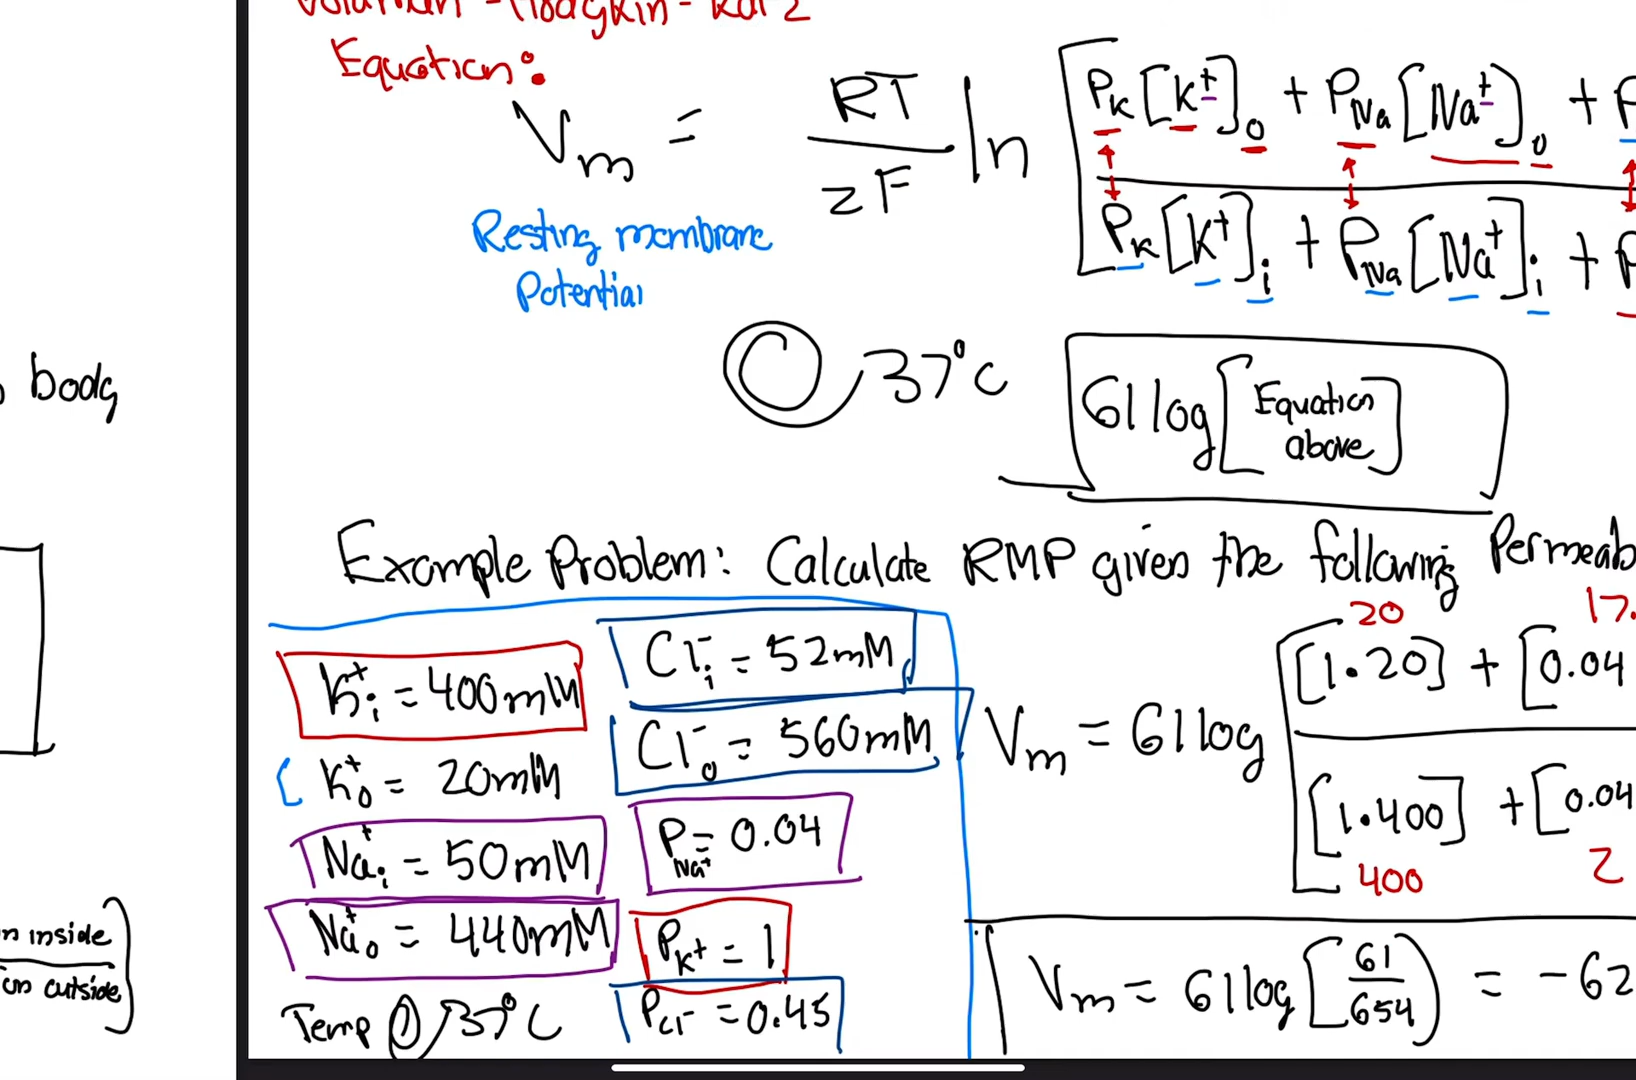 Equation:
Vm = RT/zF ln [PK[K+]o + PNa[Na+]o + P
PK[K+]i + PNa[Na+]i + P
Resting membrane
Potential
@ 37°C
61 log [Equation above]
body
Example Problem: Calculate RMP given the following Permeab
K+i = 400mM
K+o = 20mM
Na+i = 50mM
Na+o = 440mM
Temp @ 37°C
Cl-i = 52mM
Cl-o = 560mM
PNa+ = 0.04
PK+ = 1
PCl- = 0.45
20 17.
Vm = 61 log [[1·20] + [0.04
[1·400] + [0.04
400 2
n inside
on outside
Vm = 61 log [61/654] = -62